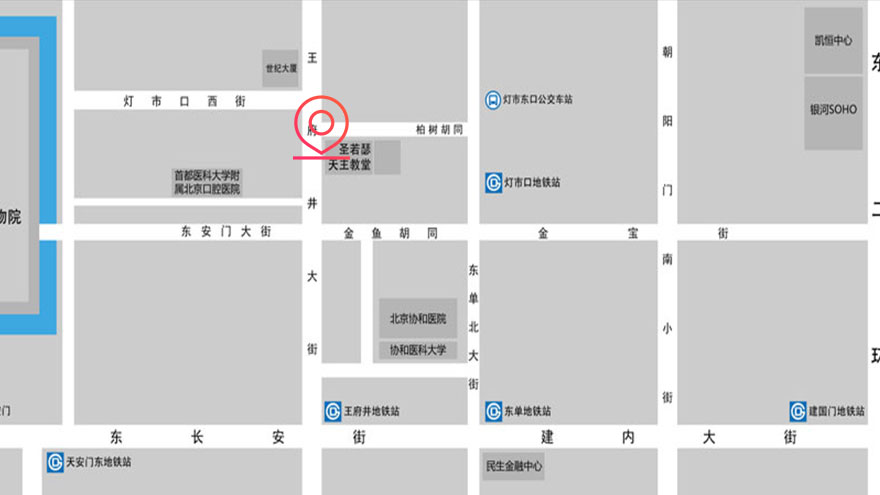 凯恒中心
世纪大厦
灯市口西街
灯市东口公交车站
银河SOHO
柏树胡同
圣若瑟
天王教堂
首都医科大学附
属北京口腔医院
灯市口地铁站
物院
王府井大街
朝阳门南小街
东安门大街
金鱼胡同
金宝街
东单北大街
北京协和医院
协和医科大学
王府井地铁站
东单地铁站
建国门地铁站
门
东长安街
建内大街
天安门东地铁站
民生金融中心
东二环